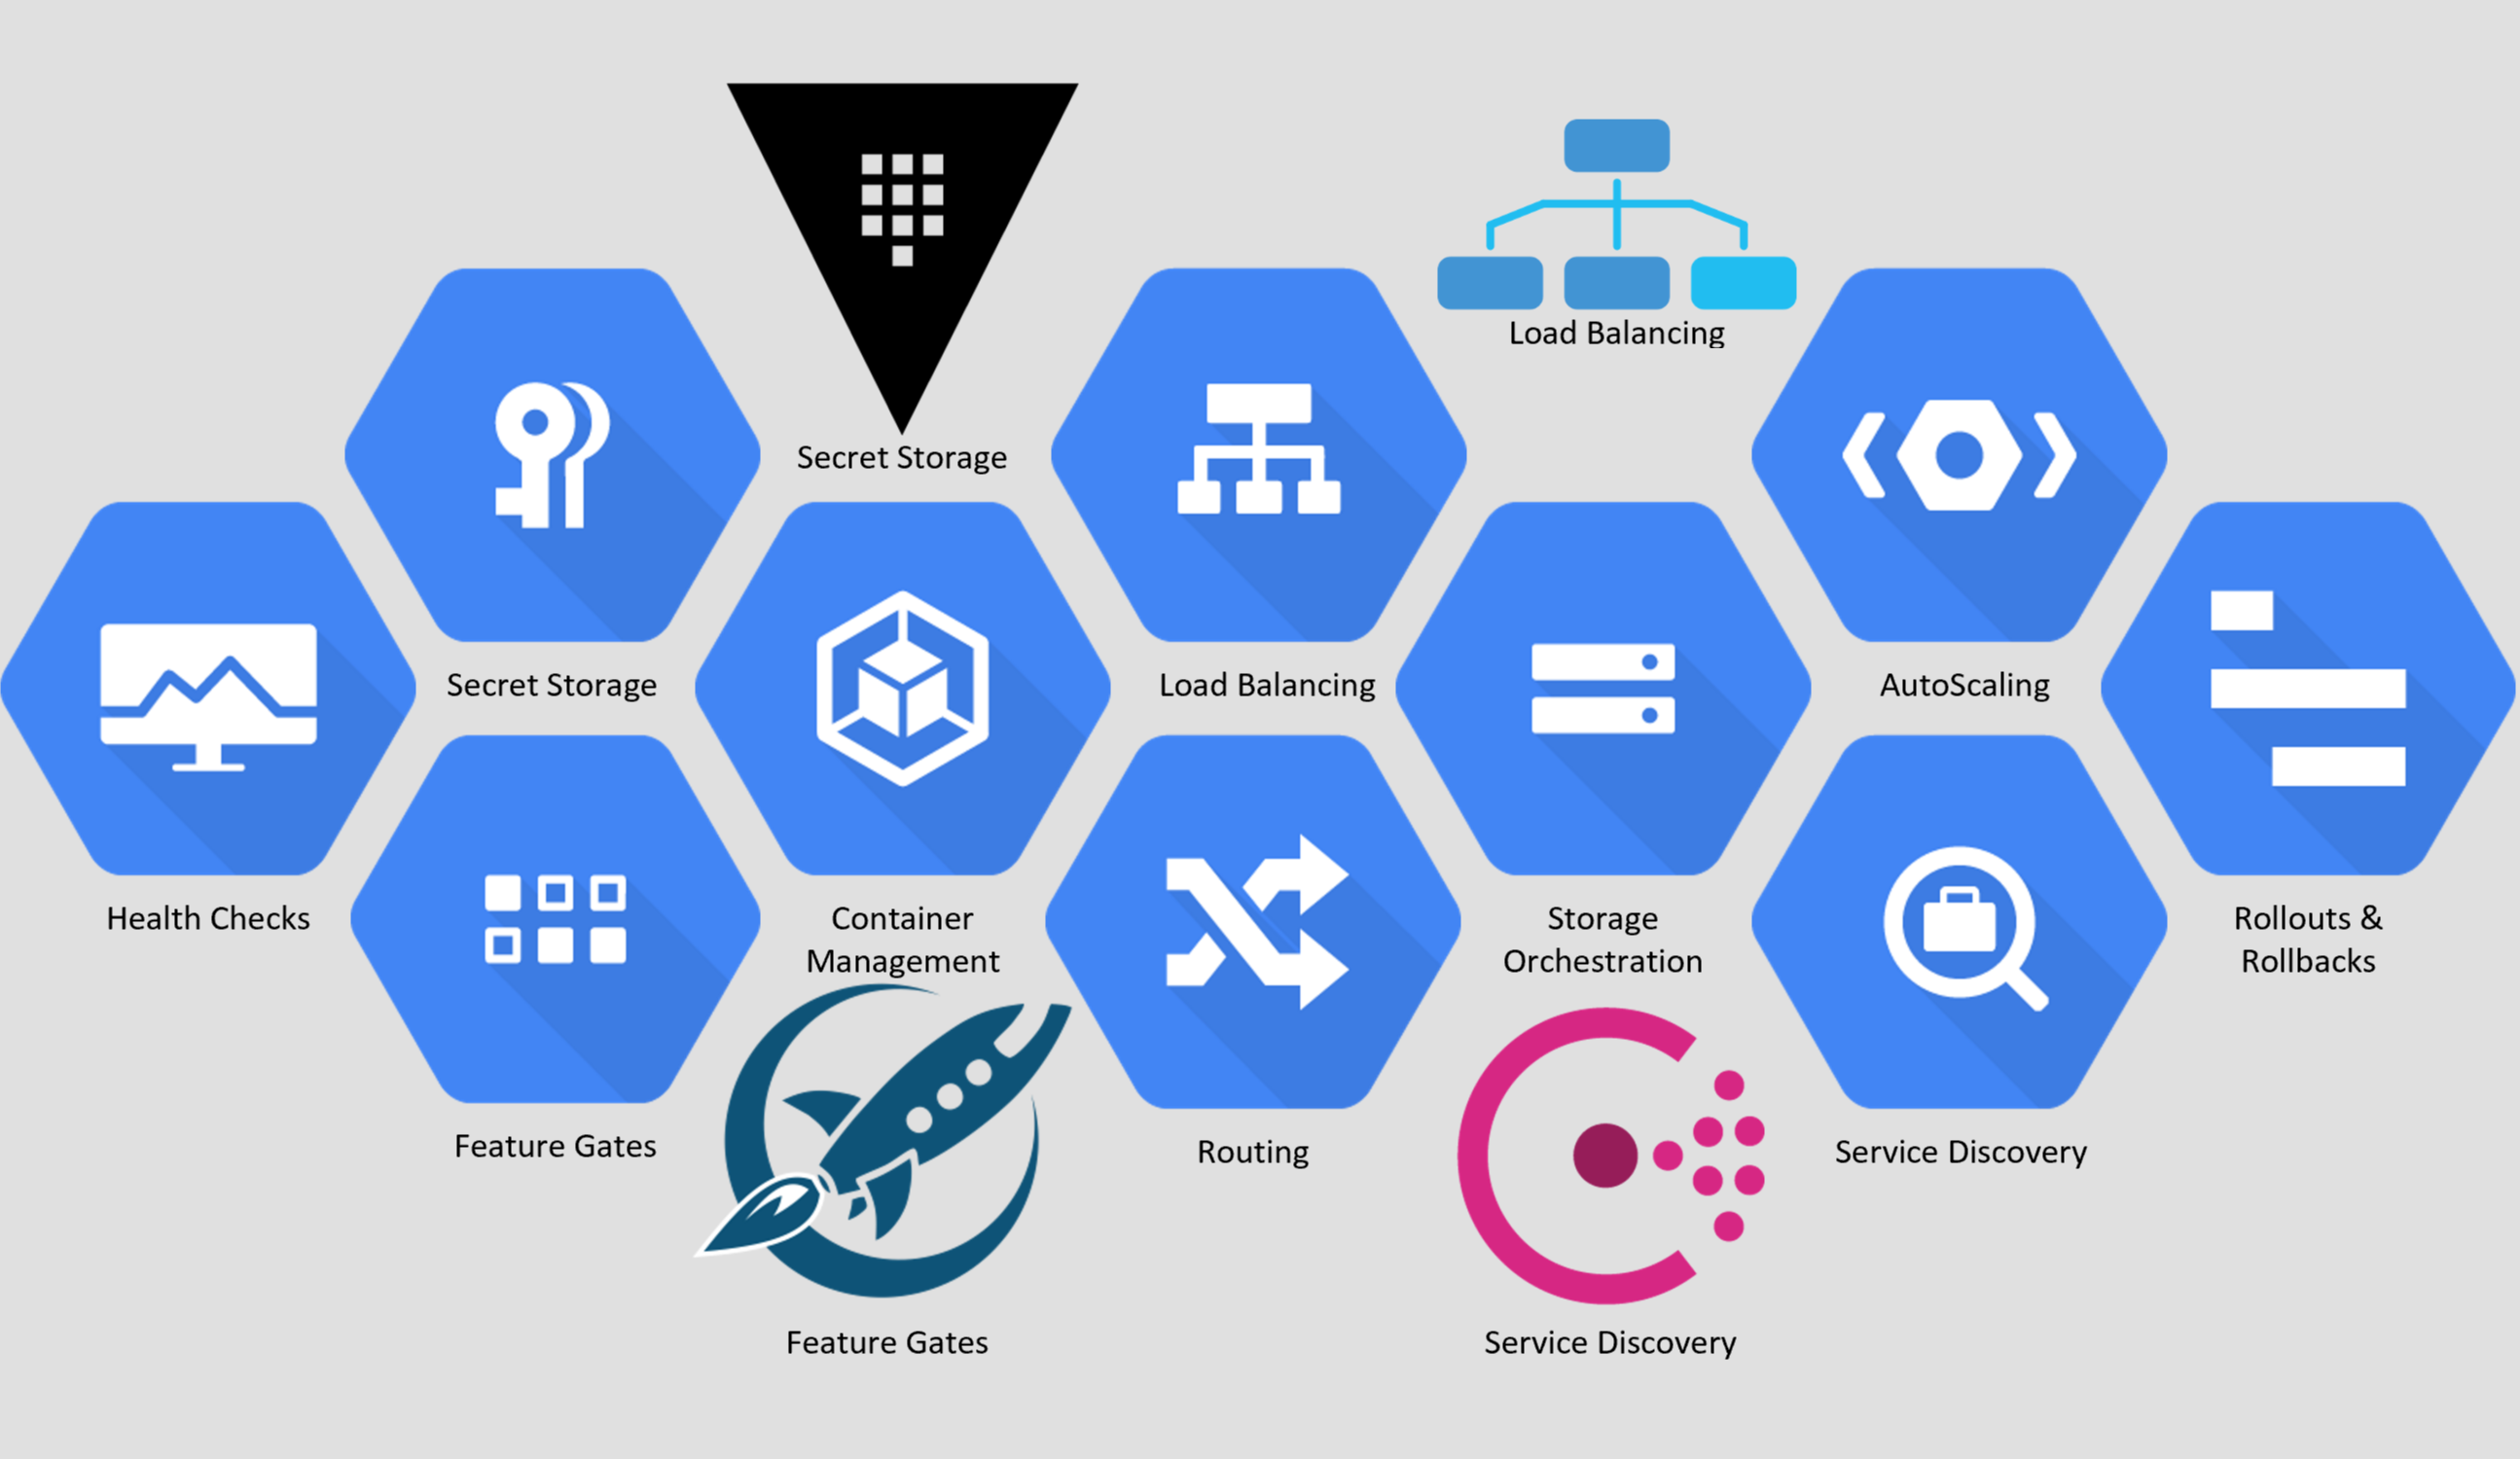 Load Balancing
Secret Storage
Secret Storage
Load Balancing
AutoScaling
Health Checks
Container
Management
Storage
Orchestration
Rollouts &
Rollbacks
Feature Gates
Routing
Service Discovery
Feature Gates
Service Discovery